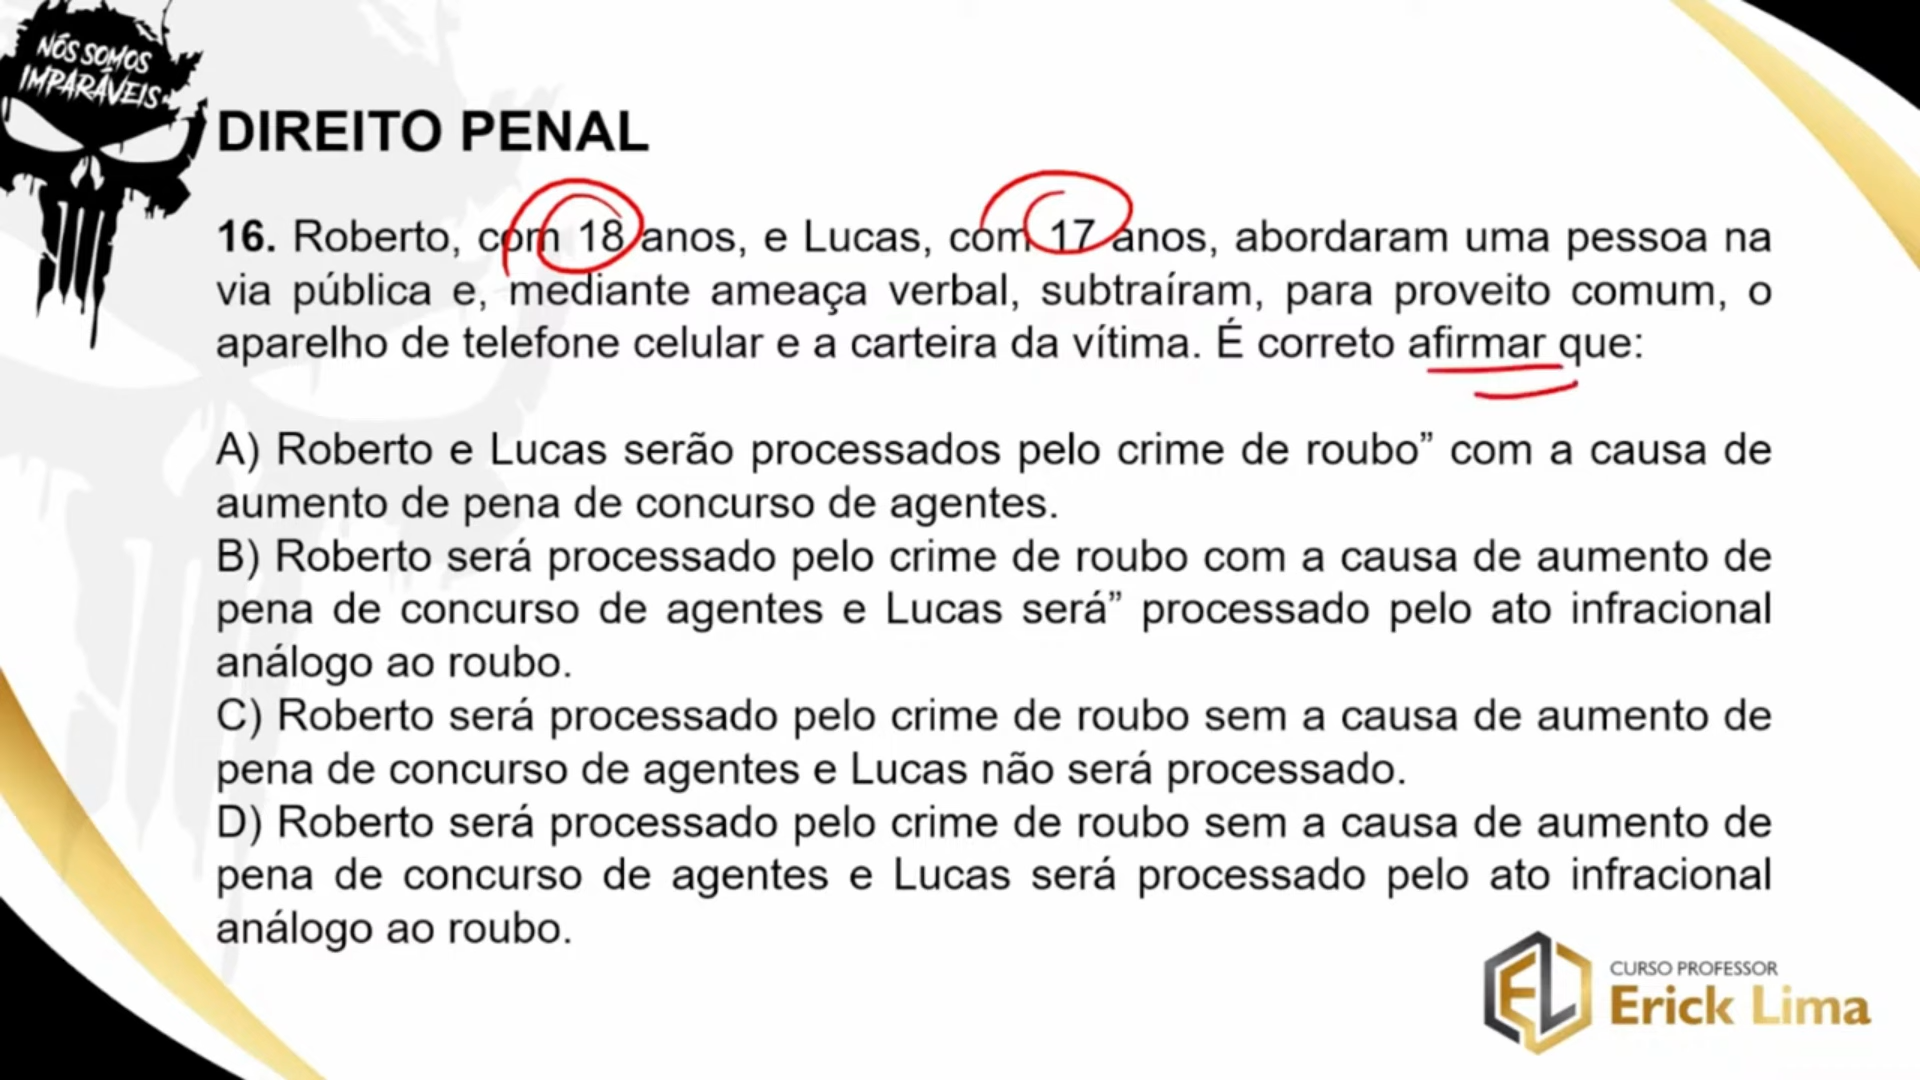 NÓS SOMOS
IMPARÁVEIS
DIREITO PENAL
16. Roberto, com 18 anos, e Lucas, com 17 anos, abordaram uma pessoa na
via pública e, mediante ameaça verbal, subtraíram, para proveito comum, o
aparelho de telefone celular e a carteira da vítima. É correto afirmar que:
A) Roberto e Lucas serão processados pelo crime de roubo” com a causa de
aumento de pena de concurso de agentes.
B) Roberto será processado pelo crime de roubo com a causa de aumento de
pena de concurso de agentes e Lucas será” processado pelo ato infracional
análogo ao roubo.
C) Roberto será processado pelo crime de roubo sem a causa de aumento de
pena de concurso de agentes e Lucas não será processado.
D) Roberto será processado pelo crime de roubo sem a causa de aumento de
pena de concurso de agentes e Lucas será processado pelo ato infracional
análogo ao roubo.
CURSO PROFESSOR
Erick Lima